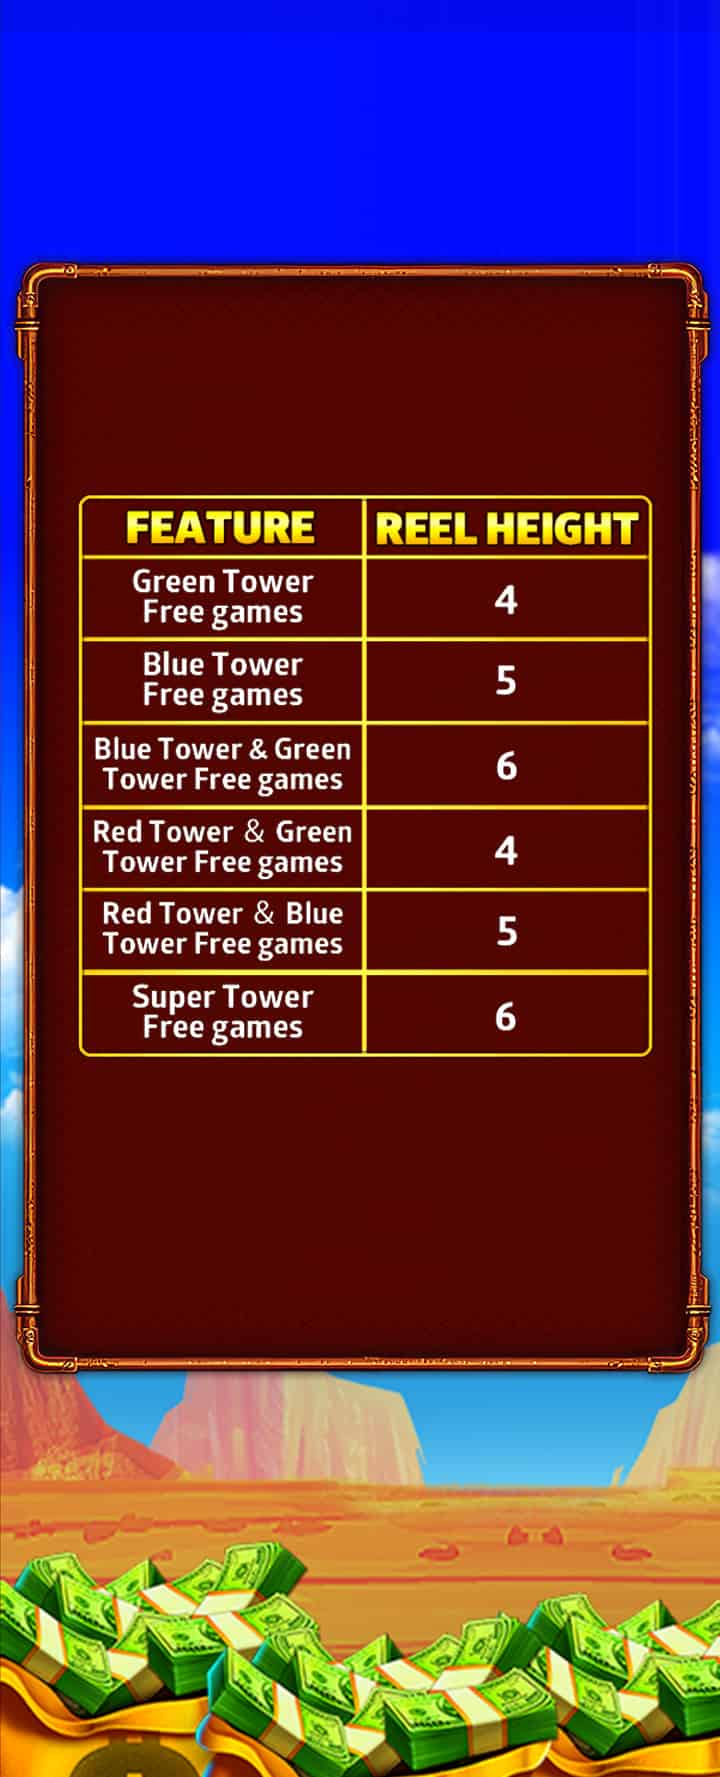 FEATURE REEL HEIGHT
Green Tower
Free games
4
Blue Tower
Free games
5
Blue Tower & Green
Tower Free games
6
Red Tower & Green
Tower Free games
4
Red Tower & Blue
Tower Free games
5
Super Tower
Free games
6